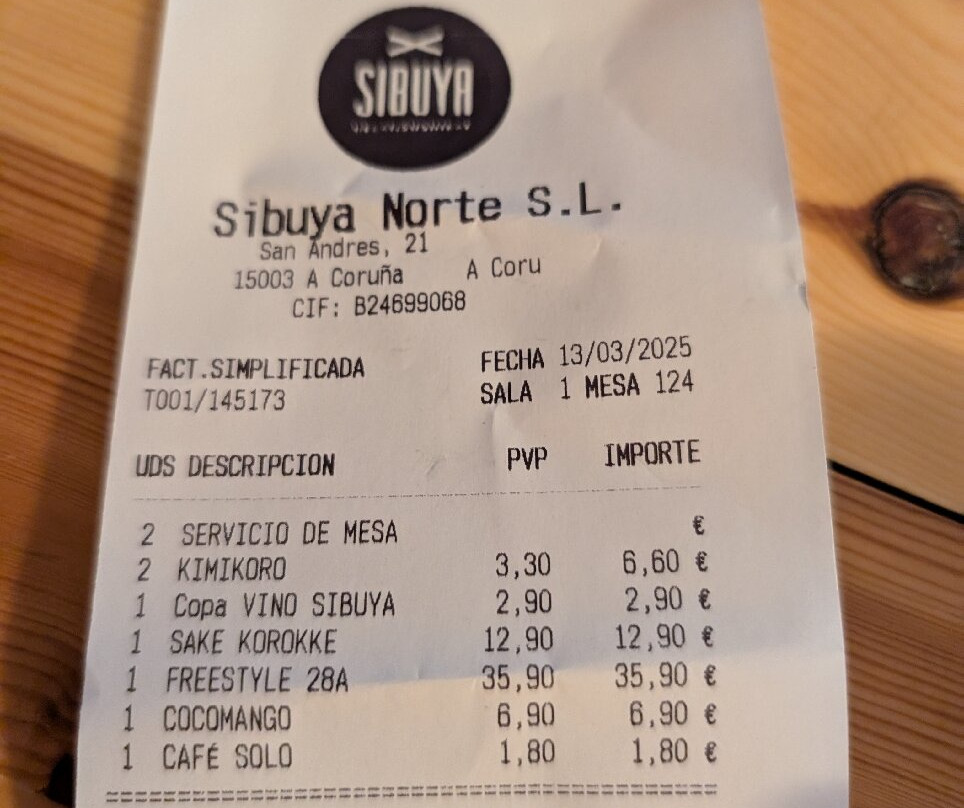 SIBUYA
Sibuya Norte S.L.
San Andres, 21
15003 A Coruña A Coru
CIF: B24699068
FACT.SIMPLIFICADA FECHA 13/03/2025
T001/145173 SALA 1 MESA 124
UDS DESCRIPCION PVP IMPORTE
2 SERVICIO DE MESA €
2 KIMIKORO 3,30 6,60 €
1 Copa VINO SIBUYA 2,90 2,90 €
1 SAKE KOROKKE 12,90 12,90 €
1 FREESTYLE 28A 35,90 35,90 €
1 COCOMANGO 6,90 6,90 €
1 CAFÉ SOLO 1,80 1,80 €